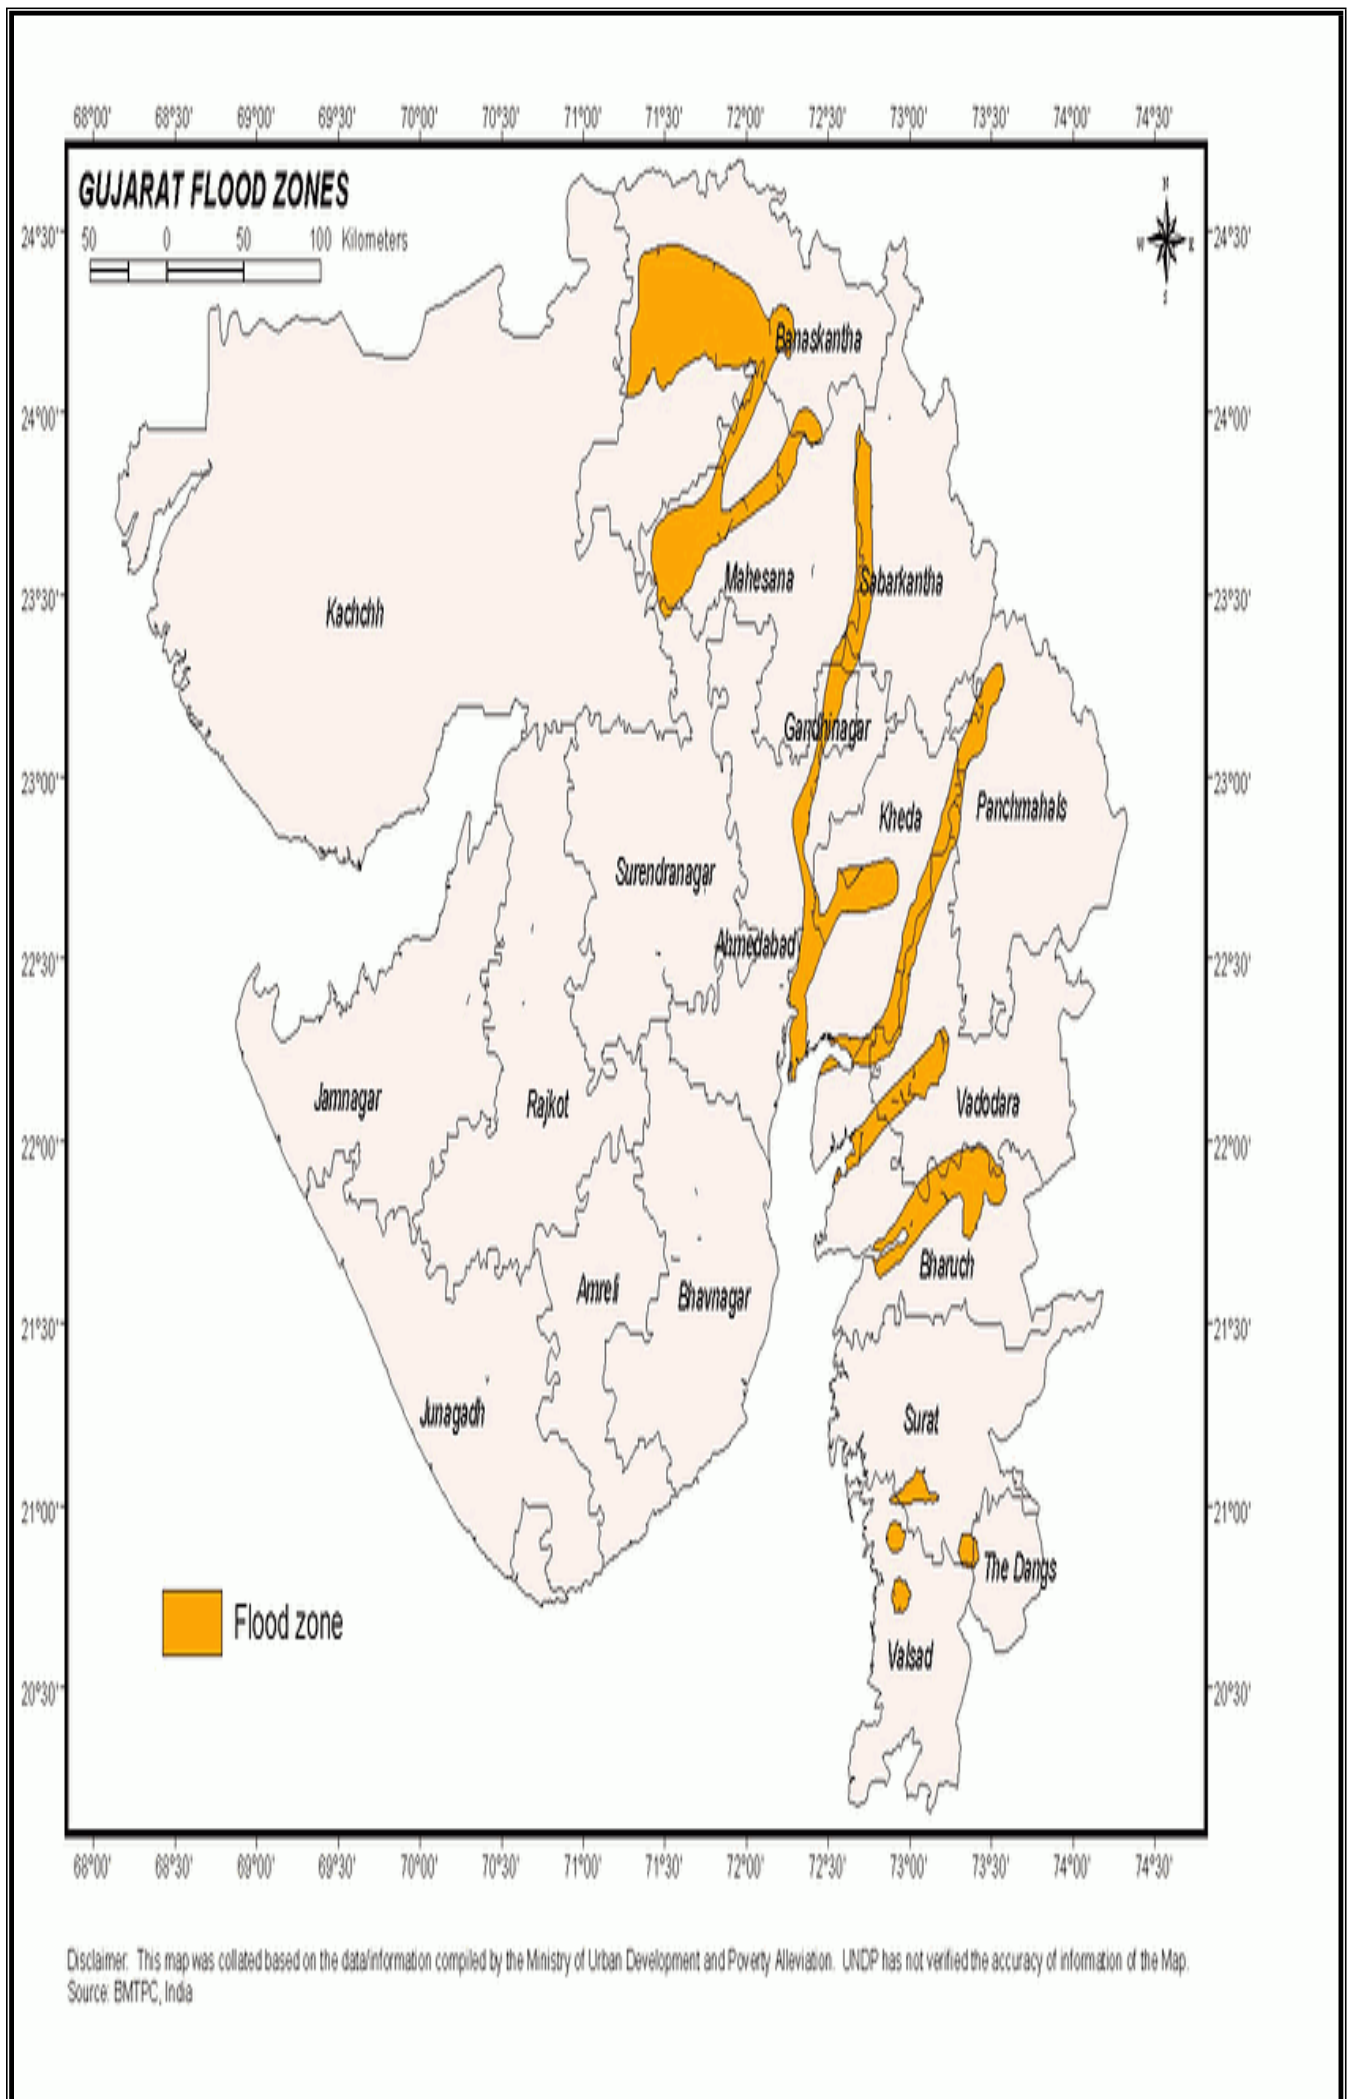 68°00' 68°30' 69°00' 69°30' 70°00' 70°30' 71°00' 71°30' 72°00' 72°30' 73°00' 73°30' 74°00' 74°30'
GUJARAT FLOOD ZONES
N
W E
S
50 0 50 100 Kilometers
24°30' 24°30'
Banaskantha
24°00' 24°00'
Mahesana
Sabarkantha
23°30' 23°30'
Kachchh
Gandhinagar
23°00' 23°00'
Panchmahals
Kheda
Surendranagar
Ahmedabad
22°30' 22°30'
Jamnagar
Rajkot
Vadodara
22°00' 22°00'
Bharuch
Amreli
Bhavnagar
21°30' 21°30'
Junagadh
Surat
21°00' 21°00'
The Dangs
Flood zone
Valsad
20°30' 20°30'
68°00' 68°30' 69°00' 69°30' 70°00' 70°30' 71°00' 71°30' 72°00' 72°30' 73°00' 73°30' 74°00' 74°30'
Disclaimer: This map was collated based on the data/information compiled by the Ministry of Urban Development and Poverty Alleviation. UNDP has not verified the accuracy of information of the Map.
Source: BMTPC, India